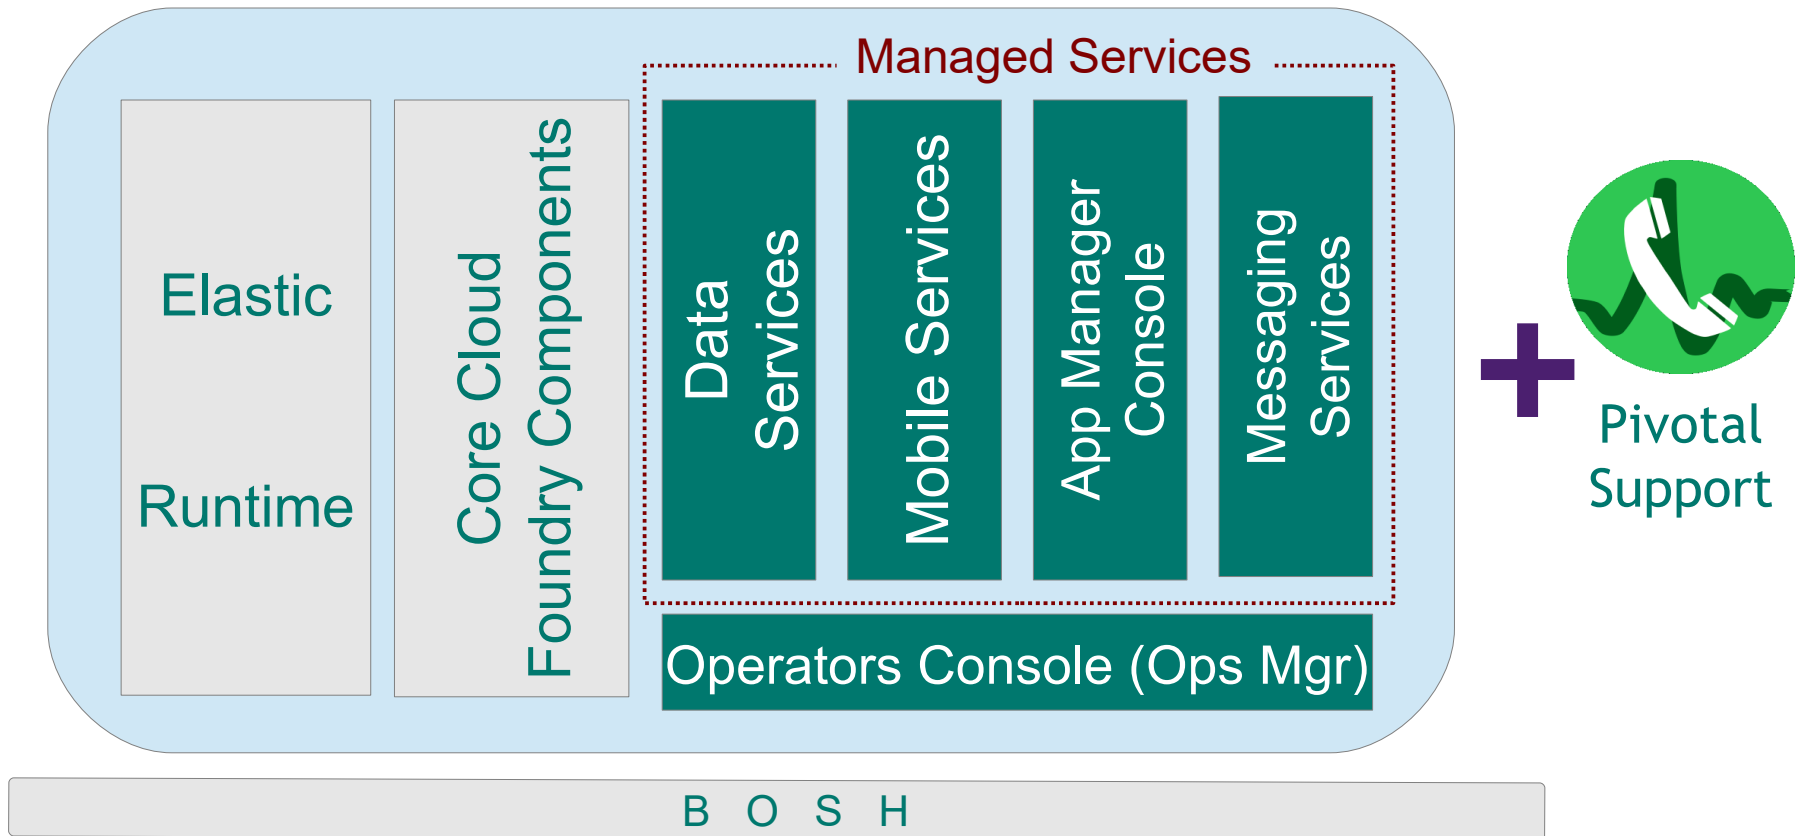 Managed Services
Elastic
Runtime
Core Cloud
Foundry Components
Data
Services
Mobile Services
App Manager
Console
Messaging
Services
Operators Console (Ops Mgr)
Pivotal
Support
B O S H